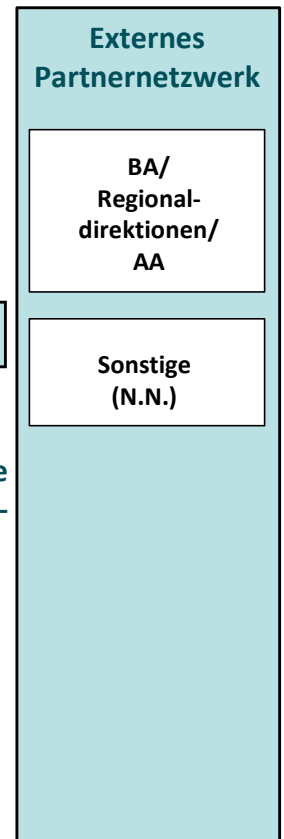 Externes
Partnernetzwerk
BA/
Regional-
direktionen/
AA
Sonstige
(N.N.)
e